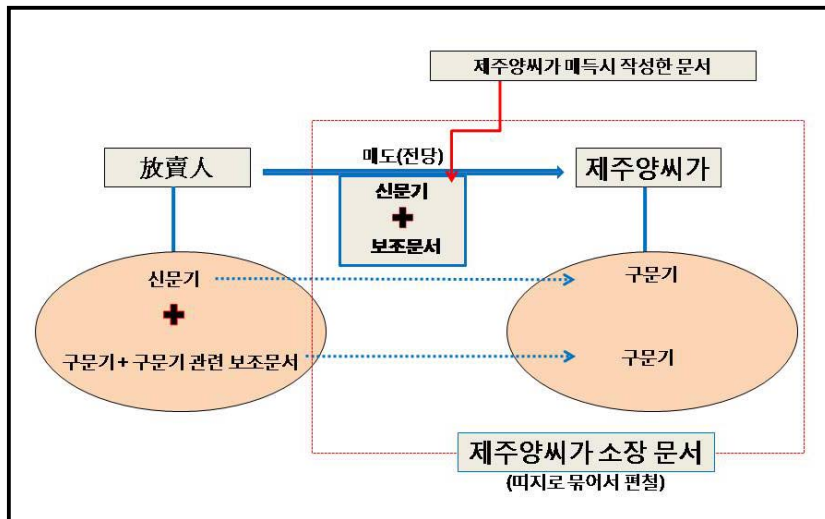 제주양씨가 매득시 작성한 문서
매도(전당)
放賣人
제주양씨가
신문기
+
보조문서
신문기
+
구문기 + 구문기 관련 보조문서
구문기
구문기
제주양씨가 소장 문서
(띠지로 묶어서 편철)